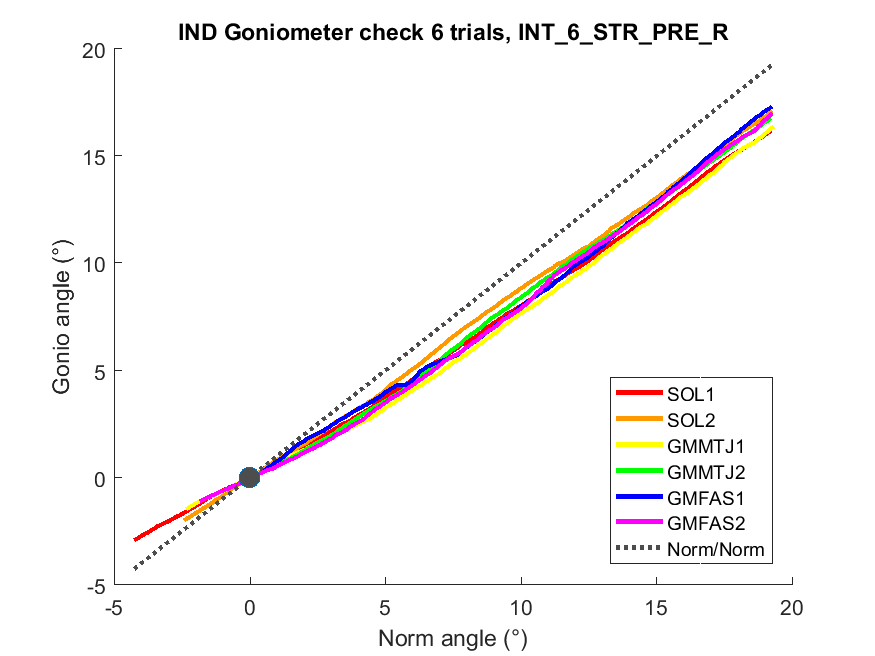 IND Goniometer check 6 trials, INT_6_STR_PRE_R
20
15
10
5
0
-5
Gonio angle (°)
-5
0
5
10
15
20
Norm angle (°)
SOL1
SOL2
GMMTJ1
GMMTJ2
GMFAS1
GMFAS2
Norm/Norm